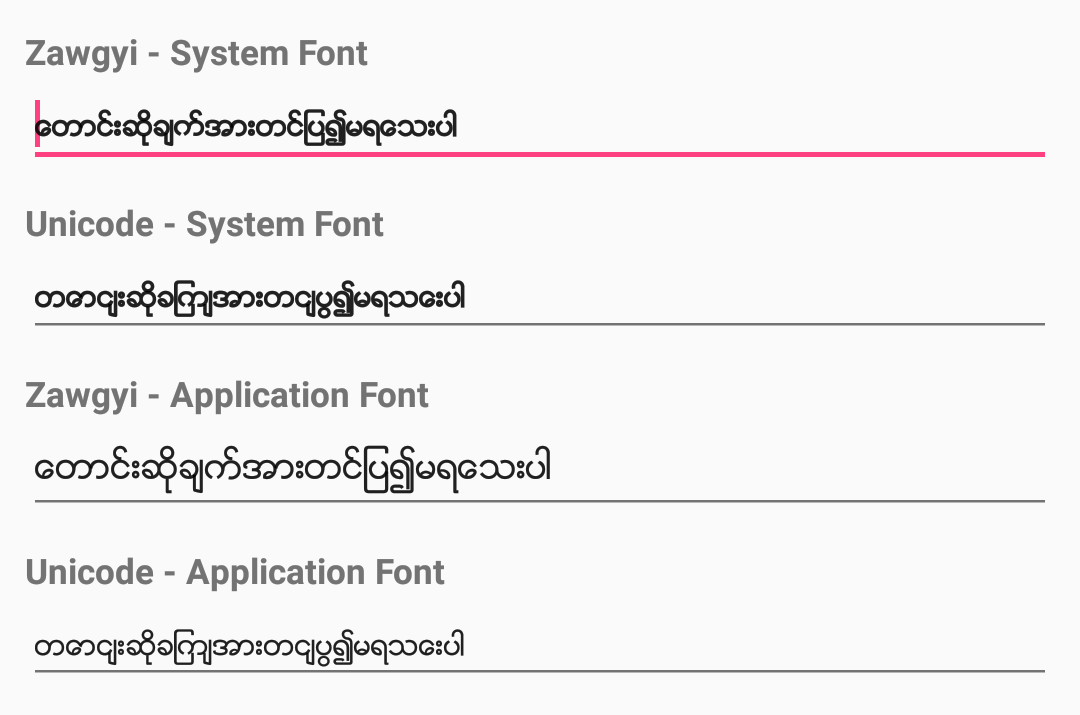 Zawgyi - System Font
တောင်းဆိုချက်အားတင်ပြ၍မရသေးပါ
Unicode - System Font
တောငျးဆိုခကြျအားတငျပွ၍မရသေးပါ
Zawgyi - Application Font
တောင်းဆိုချက်အားတင်ပြ၍မရသေးပါ
Unicode - Application Font
တောငျးဆိုခကြျအားတငျပွ၍မရသေးပါ